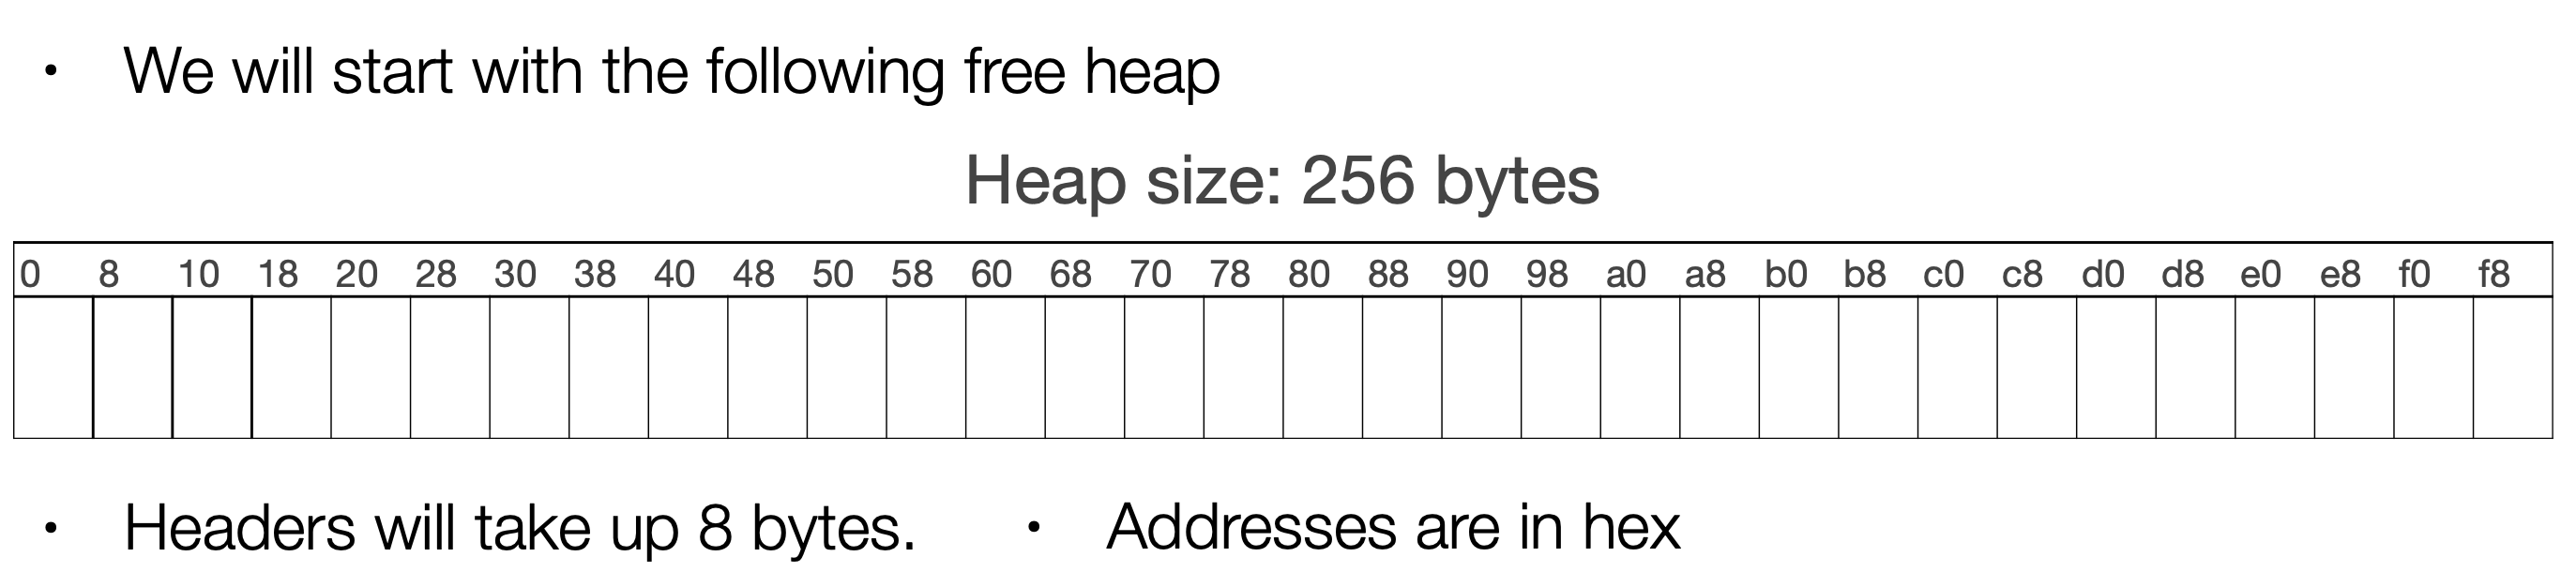 • We will start with the following free heap
Heap size: 256 bytes
0 8 10 18 20 28 30 38 40 48 50 58 60 68 70 78 80 88 90 98 a0 a8 b0 b8 c0 c8 d0 d8 e0 e8 f0 f8
• Headers will take up 8 bytes. • Addresses are in hex